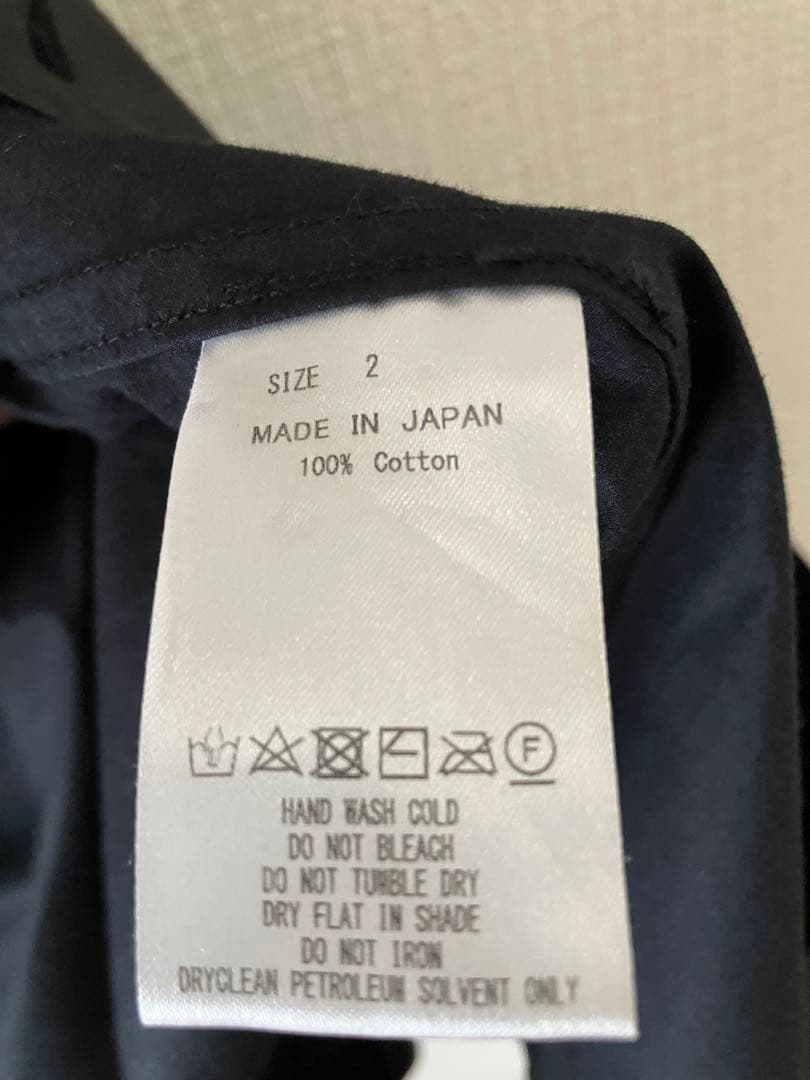 SIZE 2
MADE IN JAPAN
100% Cotton
F
HAND WASH COLD
DO NOT BLEACH
DO NOT TUMBLE DRY
DRY FLAT IN SHADE
DO NOT IRON
DRYCLEAN PETROLEUM SOLVENT ONLY